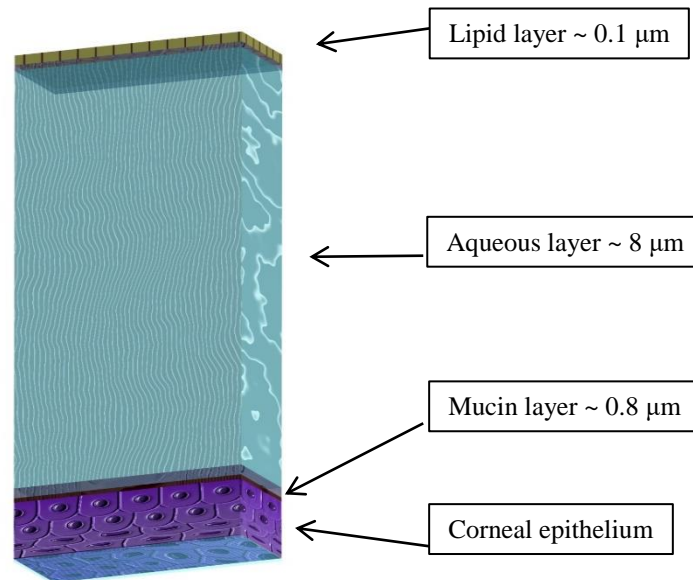 Lipid layer ~ 0.1 μm
Aqueous layer ~ 8 μm
Mucin layer ~ 0.8 μm
Corneal epithelium